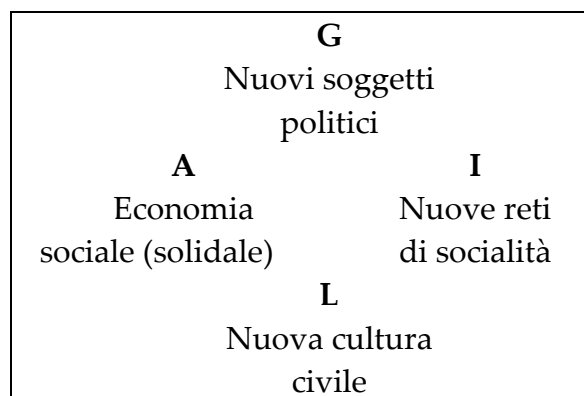 G
Nuovi soggetti
politici
A I
Economia Nuove reti
sociale (solidale) di socialità
L
Nuova cultura
civile